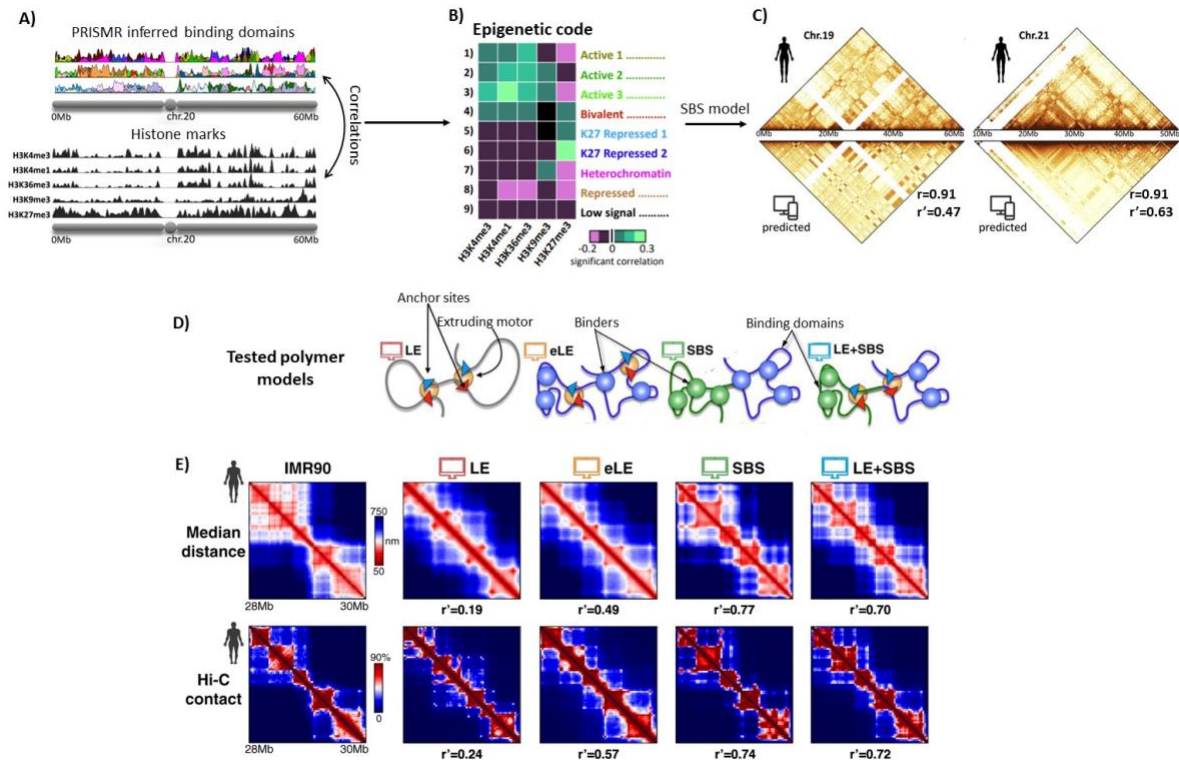 A)
PRISMR inferred binding domains
0Mb
chr.20
60Mb
Correlations
Histone marks
H3K4me3
H3K4me1
H3K36me3
H3K9me3
H3K27me3
0Mb
chr.20
60Mb
B)
Epigenetic code
1)
Active 1 ..............
2)
Active 2 ..............
3)
Active 3 ..............
4)
Bivalent ..............
5)
K27 Repressed 1
6)
K27 Repressed 2
7)
Heterochromatin
8)
Repressed ..........
9)
Low signal ..........
H3K4me3
H3K4me1
H3K36me3
H3K9me3
H3K27me3
-0.2 0 0.3
significant correlation
SBS model
C)
Chr.19
0Mb 20Mb 40Mb 60Mb
predicted
r=0.91
r’=0.47
Chr.21
10Mb 20Mb 30Mb 40Mb 50Mb
predicted
r=0.91
r’=0.63
D)
Tested polymer
models
Anchor sites
Extruding motor
Binders
Binding domains
LE
eLE
SBS
LE+SBS
E)
IMR90
LE
eLE
SBS
LE+SBS
Median
distance
750
nm
50
28Mb 30Mb
r’=0.19
r’=0.49
r’=0.77
r’=0.70
Hi-C
contact
90%
0
28Mb 30Mb
r’=0.24
r’=0.57
r’=0.74
r’=0.72